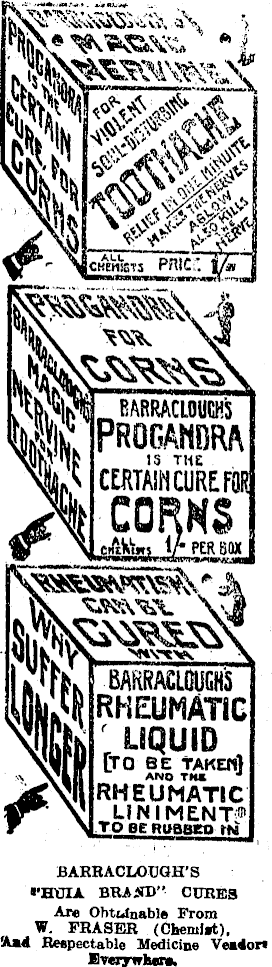 BARRACLOUGH'S
MAGIC
NERVINE
PROGANDRA
IS THE
CERTAIN
CURE FOR
CORNS
FOR
VIOLENT
SOUL-DISTURBING
TOOTHACHE
RELIEF IN ONE MINUITE
MAKES THE NERVES
AGLOW
ALSO KILLS
NERVE
ALL
CHEMISTS PRICE 1/-
PROGANDRA
FOR
CORNS
BARRACLOUGH'S
MAGIC
NERVINE
TOOTHACHE
BARRACLOUGH'S
PROGANDRA
IS THE
CERTAIN CURE FOR
CORNS
ALL
CHEMISTS 1/- PER BOX
RHEUMATISM
CAN BE
CURED
WITH
WHY
SUFFER
LONGER
BARRACLOUGH'S
RHEUMATIC
LIQUID
[TO BE TAKEN]
AND THE
RHEUMATIC
LINIMENT
TO BE RUBBED IN
BARRACLOUGH'S
"HUIA BRAND" CURES
Are Obtainable From
W. FRASER (Chemist),
And Respectable Medicine Vendors
Everywhere.